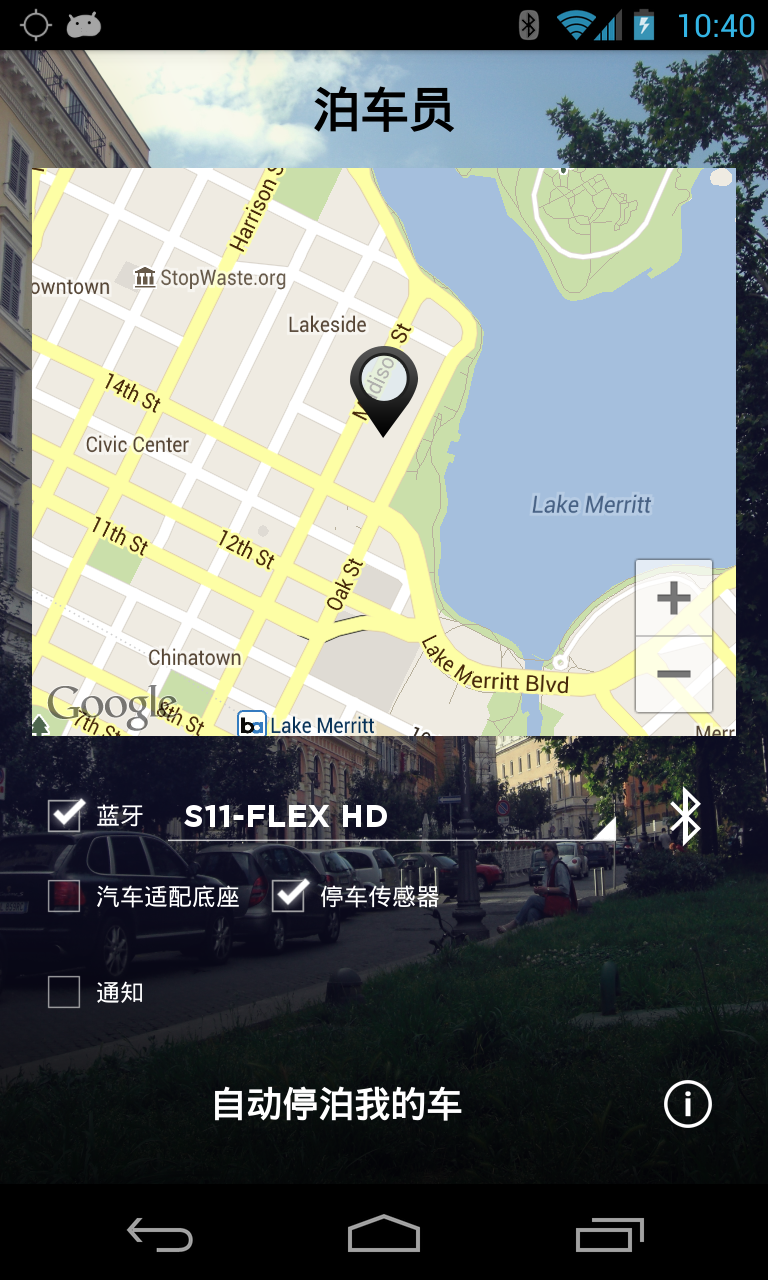 10:40
泊车员
Harrison S
owntown
StopWaste.org
Lakeside
Madison St
14th St
Civic Center
Lake Merritt
11th St
12th St
Oak St
Chinatown
Lake Merritt Blvd
Google
7th St
8th St
ba Lake Merritt
10
Merr
蓝牙 S11-FLEX HD
汽车适配底座 停车传感器
通知
自动停泊我的车
i